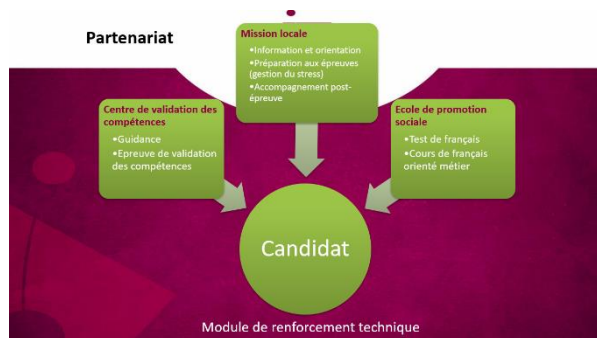 Partenariat
Mission locale
•Information et orientation
•Préparation aux épreuves
(gestion du stress)
•Accompagnement post-
épreuve
Centre de validation des
compétences
•Guidance
•Epreuve de validation
des compétences
Ecole de promotion
sociale
•Test de français
•Cours de français
orienté métier
Candidat
Module de renforcement technique